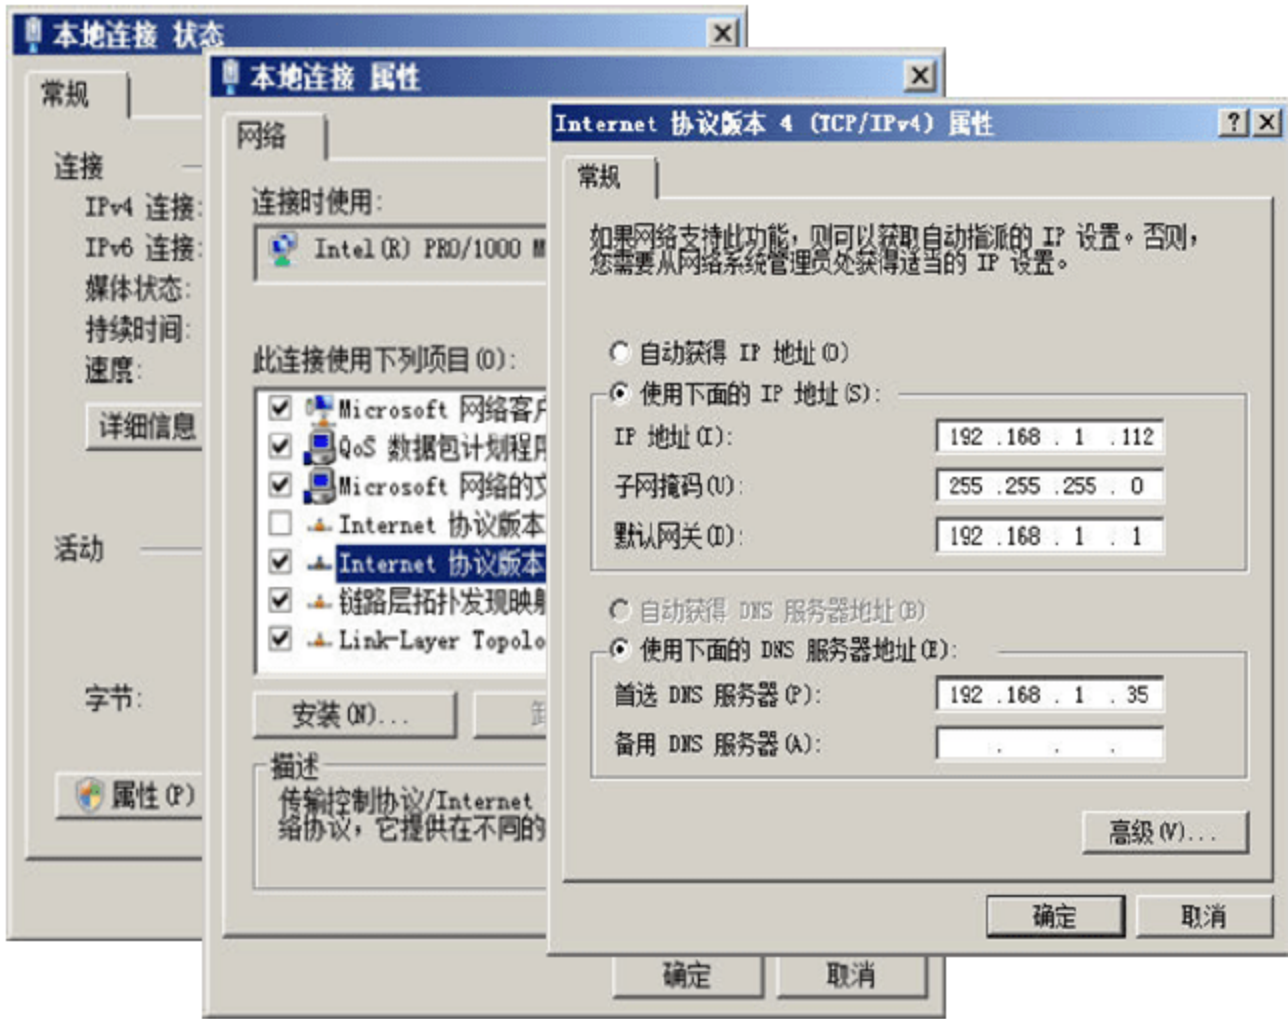 本地连接 状态
常规
连接
IPv4 连接:
IPv6 连接:
媒体状态:
持续时间:
速度:
详细信息
活动
字节:
属性(P)
本地连接 属性
网络
连接时使用:
Intel(R) PRO/1000 M
此连接使用下列项目(O):
Microsoft 网络客户
QoS 数据包计划程序
Microsoft 网络的文
Internet 协议版本
Internet 协议版本
链路层拓扑发现映射
Link-Layer Topolo
安装(N)...
卸
描述
传输控制协议/Internet
络协议，它提供在不同的
确定
取消
Internet 协议版本 4 (TCP/IPv4) 属性
常规
如果网络支持此功能，则可以获取自动指派的 IP 设置。否则，
您需要从网络系统管理员处获得适当的 IP 设置。
自动获得 IP 地址(O)
使用下面的 IP 地址(S):
IP 地址(I): 192 .168 . 1 .112
子网掩码(U): 255 .255 .255 . 0
默认网关(D): 192 .168 . 1 . 1
自动获得 DNS 服务器地址(B)
使用下面的 DNS 服务器地址(E):
首选 DNS 服务器(P): 192 .168 . 1 . 35
备用 DNS 服务器(A): . . .
高级(V)...
确定
取消